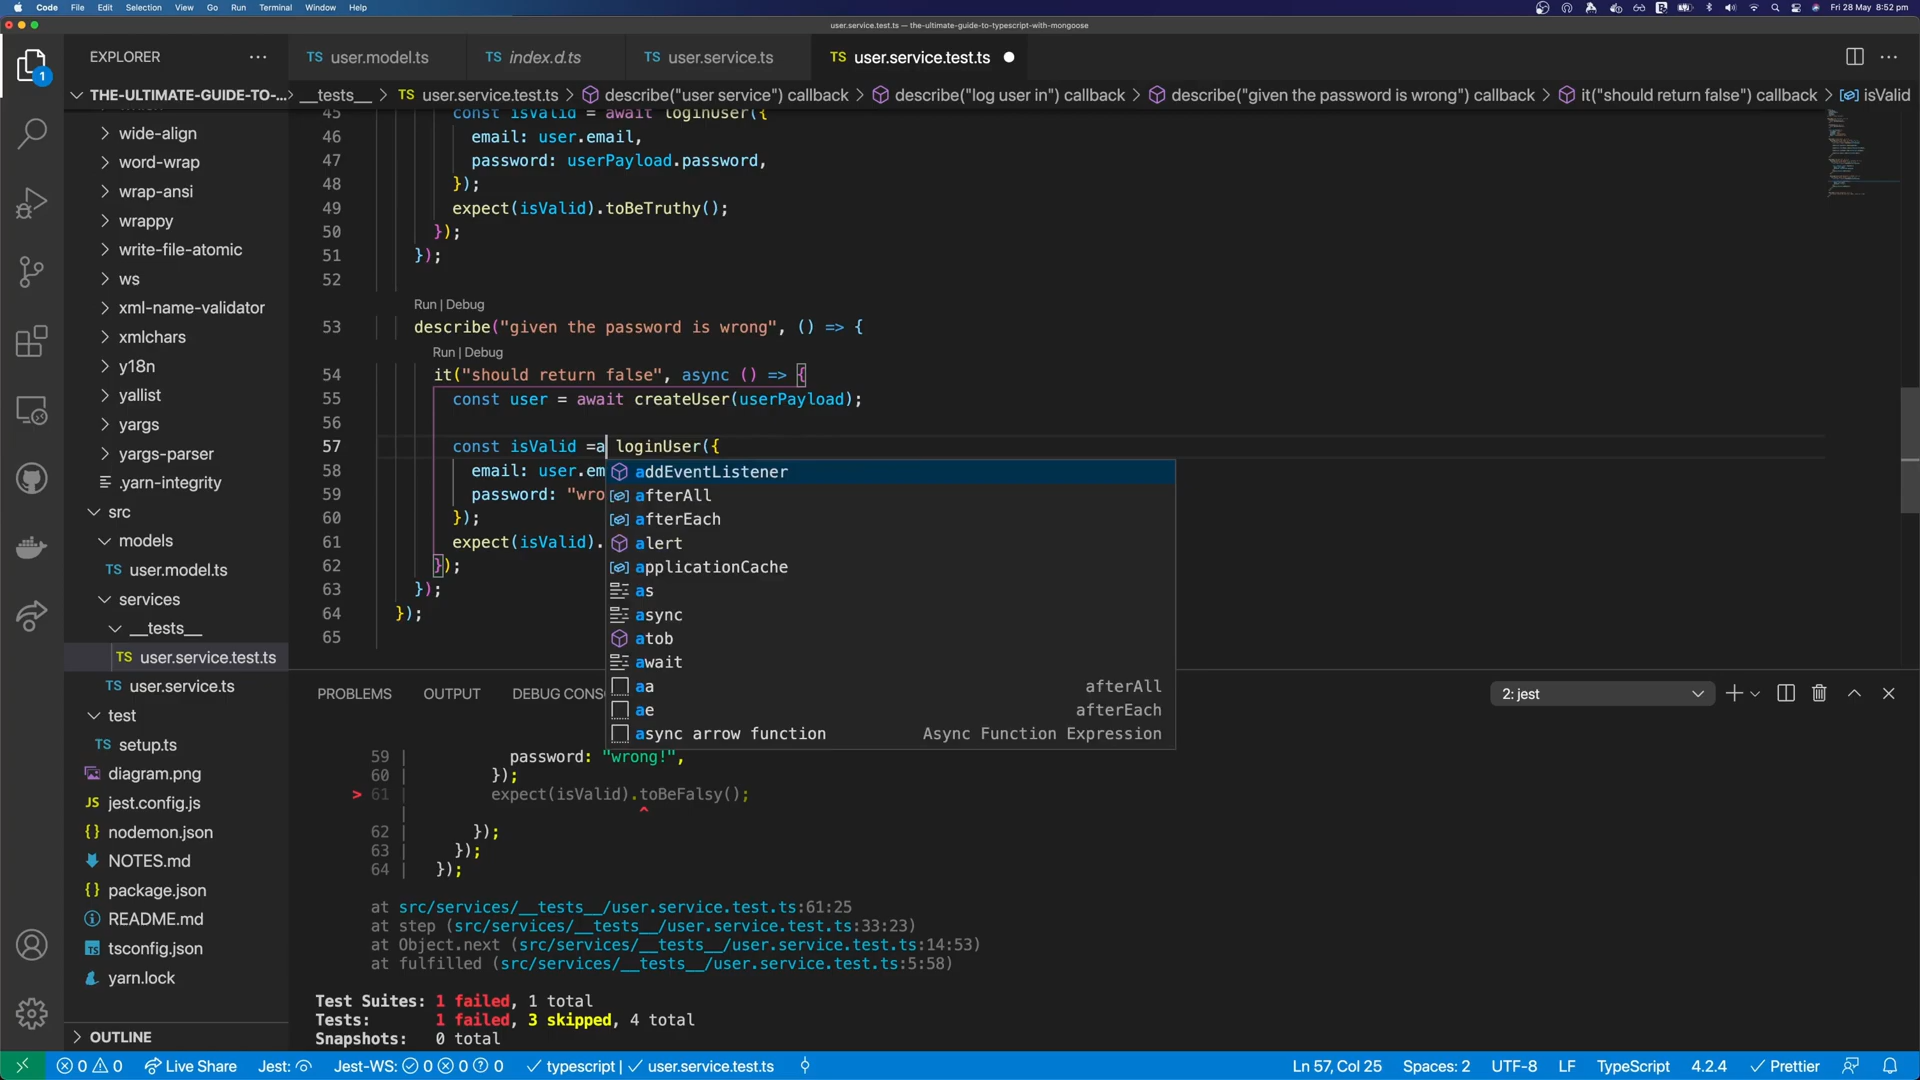 Code File Edit Selection View Go Run Terminal Window Help
Fri 28 May 8:52 pm
user.service.test.ts — the-ultimate-guide-to-typescript-with-mongoose
EXPLORER
TS user.model.ts
TS index.d.ts
TS user.service.ts
TS user.service.test.ts
1
THE-ULTIMATE-GUIDE-TO-...
__tests__ > TS user.service.test.ts > describe("user service") callback > describe("log user in") callback > describe("given the password is wrong") callback > it("should return false") callback > isValid
wide-align
word-wrap
wrap-ansi
wrappy
write-file-atomic
ws
xml-name-validator
xmlchars
y18n
yallist
yargs
yargs-parser
.yarn-integrity
src
models
TS user.model.ts
services
__tests__
TS user.service.test.ts
TS user.service.ts
test
TS setup.ts
diagram.png
JS jest.config.js
{} nodemon.json
NOTES.md
{} package.json
README.md
tsconfig.json
yarn.lock
OUTLINE
45 const isValid = await loginUser({
46 email: user.email,
47 password: userPayload.password,
48 });
49 expect(isValid).toBeTruthy();
50 });
51 });
52
Run | Debug
53 describe("given the password is wrong", () => {
Run | Debug
54 it("should return false", async () => {
55 const user = await createUser(userPayload);
56
57 const isValid =a loginUser({
58 email: user.em
59 password: "wro
60 });
61 expect(isValid).
62 });
63 });
64 });
65
addEventListener
afterAll
afterEach
alert
applicationCache
as
async
atob
await
aa afterAll
ae afterEach
async arrow function Async Function Expression
PROBLEMS OUTPUT DEBUG CONS
2: jest
59 | password: "wrong!",
60 | });
> 61 | expect(isValid).toBeFalsy();
| ^
62 | });
63 | });
64 | });
at src/services/__tests__/user.service.test.ts:61:25
at step (src/services/__tests__/user.service.test.ts:33:23)
at Object.next (src/services/__tests__/user.service.test.ts:14:53)
at fulfilled (src/services/__tests__/user.service.test.ts:5:58)
Test Suites: 1 failed, 1 total
Tests: 1 failed, 3 skipped, 4 total
Snapshots: 0 total
0 0 Live Share Jest: Jest-WS: 0 0 0 typescript | user.service.test.ts
Ln 57, Col 25 Spaces: 2 UTF-8 LF TypeScript 4.2.4 Prettier